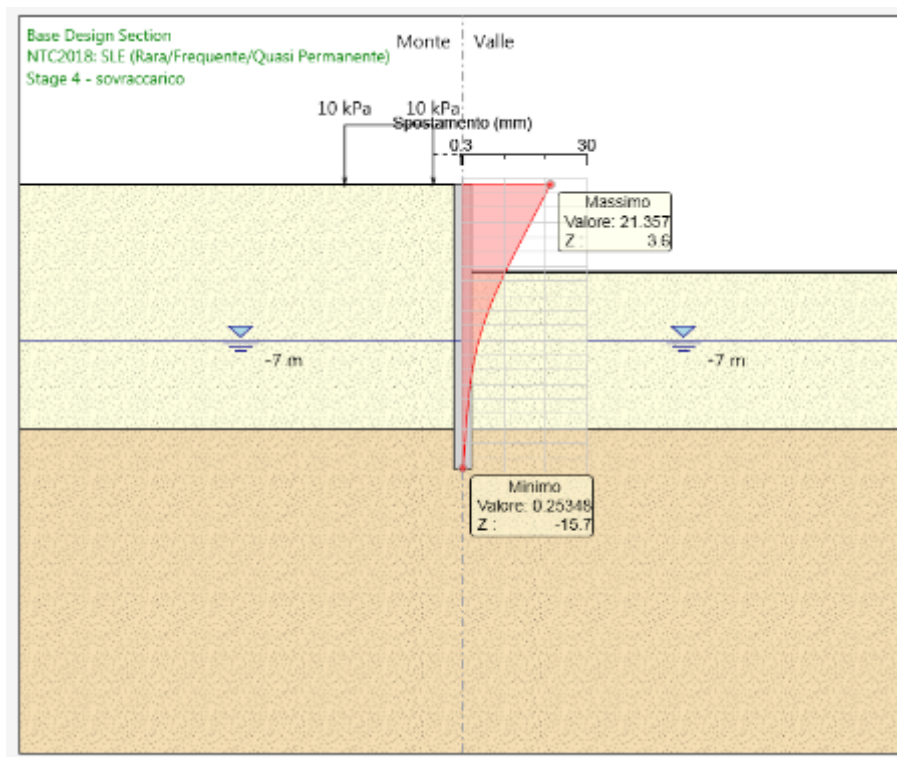 Base Design Section
NTC2018: SLE (Rara/Frequente/Quasi Permanente)
Stage 4 - sovraccarico
Monte
Valle
10 kPa
10 kPa
Spostamento (mm)
0.3
30
Massimo
Valore: 21.357
Z : 3.6
-7 m
-7 m
Minimo
Valore: 0.25348
Z : -15.7